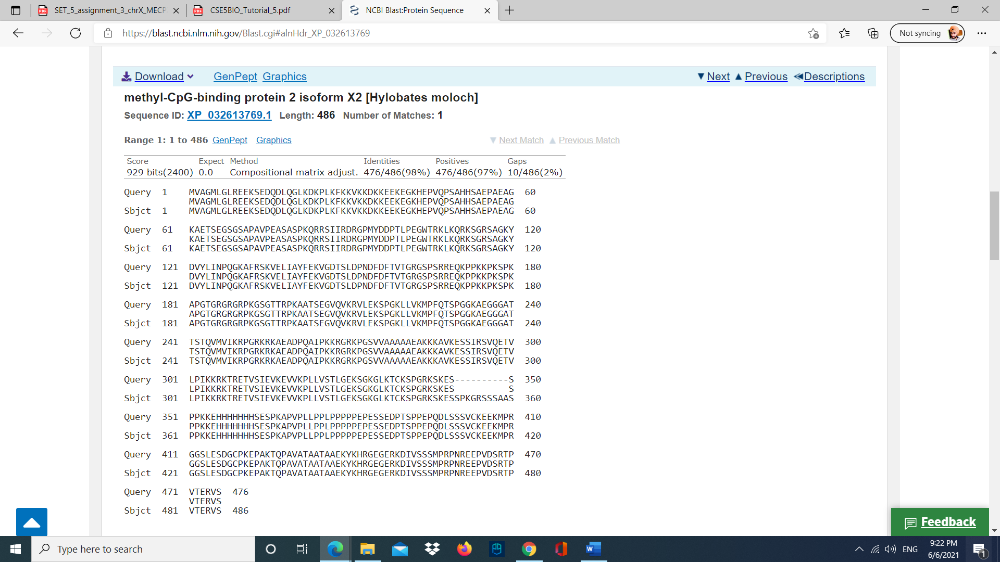 SET_5_assignment_3_chrX_MECP
CSE5BIO_Tutorial_5.pdf
NCBI Blast:Protein Sequence
https://blast.ncbi.nlm.nih.gov/Blast.cgi#alnHdr_XP_032613769
Not syncing
Download GenPept Graphics Next Previous Descriptions
methyl-CpG-binding protein 2 isoform X2 [Hylobates moloch]
Sequence ID: XP_032613769.1 Length: 486 Number of Matches: 1
Range 1: 1 to 486 GenPept Graphics Next Match Previous Match
Score Expect Method Identities Positives Gaps
929 bits(2400) 0.0 Compositional matrix adjust. 476/486(98%) 476/486(97%) 10/486(2%)
Query 1 MVAGMLGLREEKSEDQDLQGLKDKPLKFKKVKKDKKEEKEGKHEPVQPSAHHSAEPAEAG 60
MVAGMLGLREEKSEDQDLQGLKDKPLKFKKVKKDKKEEKEGKHEPVQPSAHHSAEPAEAG
Sbjct 1 MVAGMLGLREEKSEDQDLQGLKDKPLKFKKVKKDKKEEKEGKHEPVQPSAHHSAEPAEAG 60
Query 61 KAETSEGSGSAPAVPEASASPKQRRSIIRDRGPMYDDPTLPEGWTRKLKQRKSGRSAGKY 120
KAETSEGSGSAPAVPEASASPKQRRSIIRDRGPMYDDPTLPEGWTRKLKQRKSGRSAGKY
Sbjct 61 KAETSEGSGSAPAVPEASASPKQRRSIIRDRGPMYDDPTLPEGWTRKLKQRKSGRSAGKY 120
Query 121 DVYLINPQGKAFRSKVELIAYFEKVGDTSLDPNDFDFTVTGRGSPSRREQKPPKKPKSPK 180
DVYLINPQGKAFRSKVELIAYFEKVGDTSLDPNDFDFTVTGRGSPSRREQKPPKKPKSPK
Sbjct 121 DVYLINPQGKAFRSKVELIAYFEKVGDTSLDPNDFDFTVTGRGSPSRREQKPPKKPKSPK 180
Query 181 APGTGRGRGRPKGSGTTRPKAATSEGVQVKRVLEKSPGKLLVKMPFQTSPGGKAEGGGAT 240
APGTGRGRGRPKGSGTTRPKAATSEGVQVKRVLEKSPGKLLVKMPFQTSPGGKAEGGGAT
Sbjct 181 APGTGRGRGRPKGSGTTRPKAATSEGVQVKRVLEKSPGKLLVKMPFQTSPGGKAEGGGAT 240
Query 241 TSTQVMVIKRPGRKRKAEADPQAIPKKRGRKPGSVVAAAAAEAKKKAVKESSIRSVQETV 300
TSTQVMVIKRPGRKRKAEADPQAIPKKRGRKPGSVVAAAAAEAKKKAVKESSIRSVQETV
Sbjct 241 TSTQVMVIKRPGRKRKAEADPQAIPKKRGRKPGSVVAAAAAEAKKKAVKESSIRSVQETV 300
Query 301 LPIKKRKTRETVSIEVKEVVKPLLVSTLGEKSGKGLKTCKSPGRKSKES----------S 350
LPIKKRKTRETVSIEVKEVVKPLLVSTLGEKSGKGLKTCKSPGRKSKES S
Sbjct 301 LPIKKRKTRETVSIEVKEVVKPLLVSTLGEKSGKGLKTCKSPGRKSKESSPKGRSSSAAS 360
Query 351 PPKKEHHHHHHHSESPKAPVPLLPPLPPPPPEPESSEDPTSPPEPQDLSSSVCKEEKMPR 410
PPKKEHHHHHHHSESPKAPVPLLPPLPPPPPEPESSEDPTSPPEPQDLSSSVCKEEKMPR
Sbjct 361 PPKKEHHHHHHHSESPKAPVPLLPPLPPPPPEPESSEDPTSPPEPQDLSSSVCKEEKMPR 420
Query 411 GGSLESDGCPKEPAKTQPAVATAATAAEKYKHRGEGERKDIVSSSMPRPNREEPVDSRTP 470
GGSLESDGCPKEPAKTQPAVATAATAAEKYKHRGEGERKDIVSSSMPRPNREEPVDSRTP
Sbjct 421 GGSLESDGCPKEPAKTQPAVATAATAAEKYKHRGEGERKDIVSSSMPRPNREEPVDSRTP 480
Query 471 VTERVS 476
VTERVS
Sbjct 481 VTERVS 486
Feedback
Type here to search
ENG
9:22 PM
6/6/2021
1